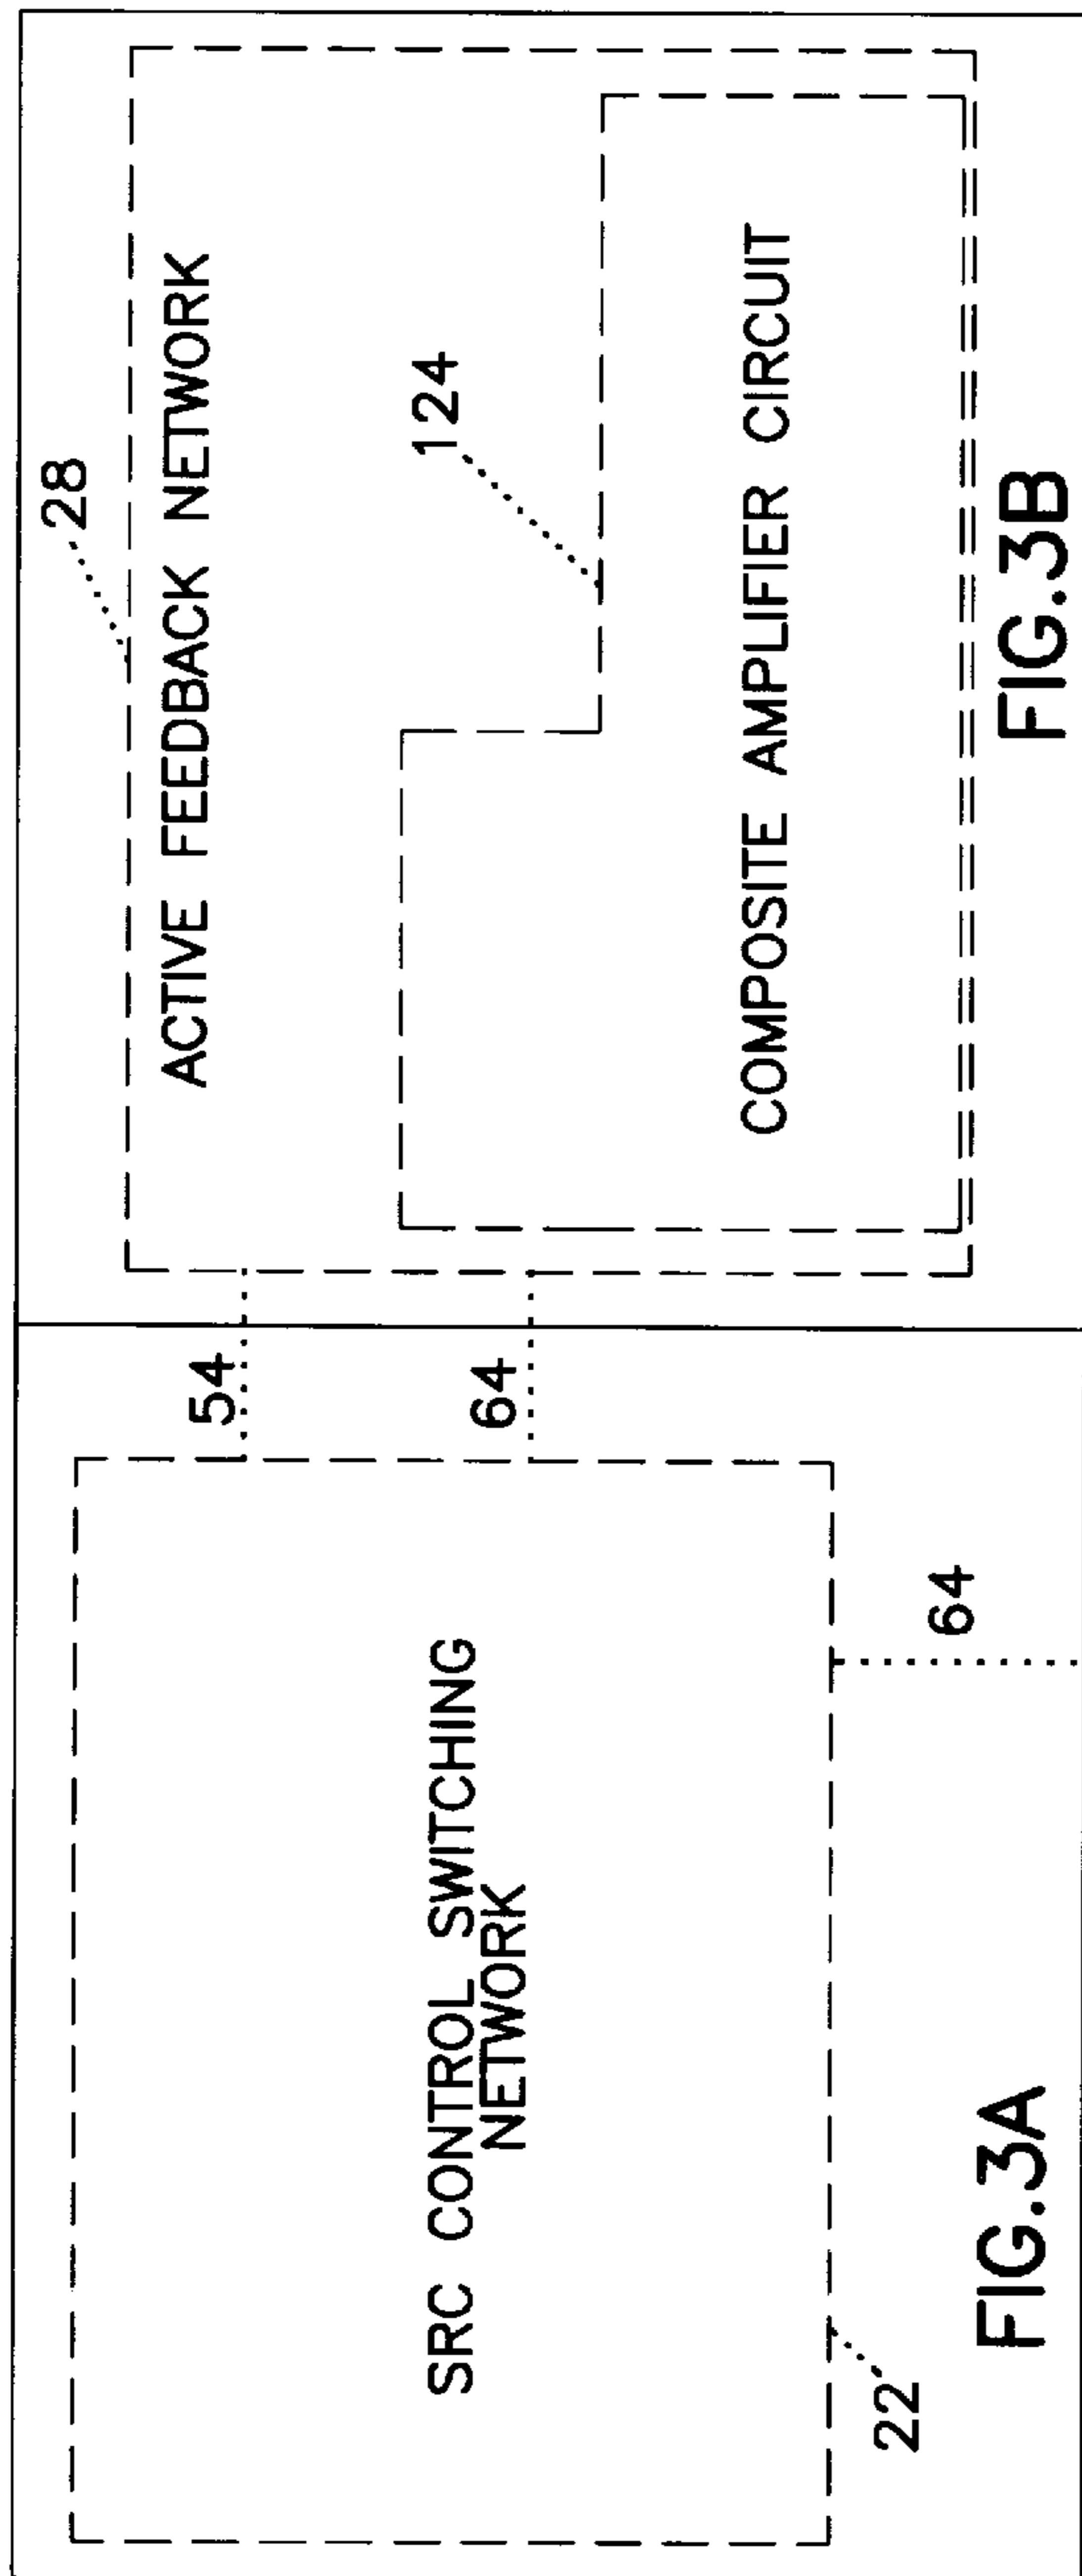 SRC CONTROL SWITCHING
NETWORK
22
64
54
64
FIG.3A
28
ACTIVE FEEDBACK NETWORK
124
COMPOSITE AMPLIFIER CIRCUIT
FIG.3B